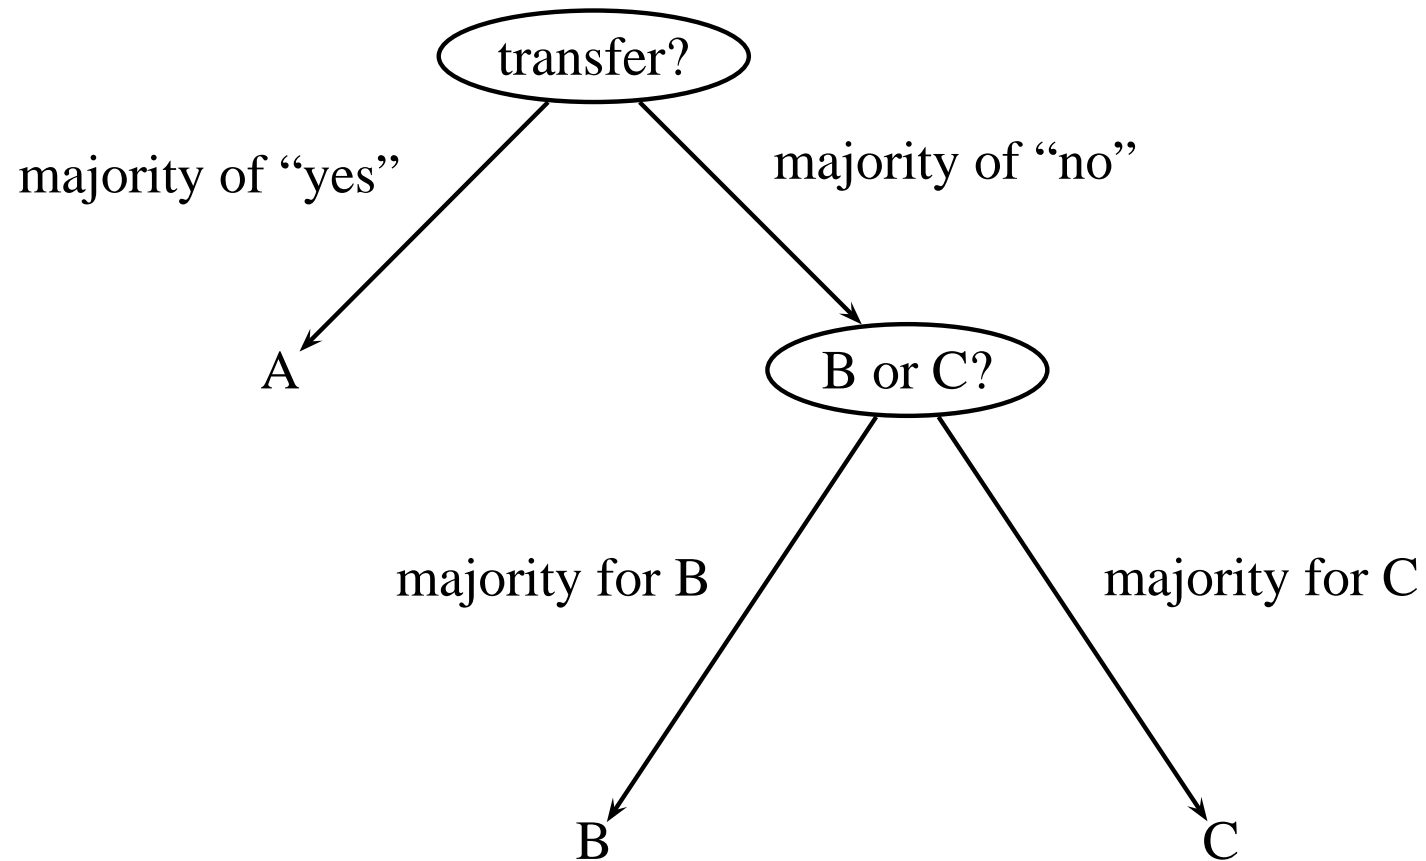 transfer?
majority of “yes”
majority of “no”
A
B or C?
majority for B
majority for C
B
C